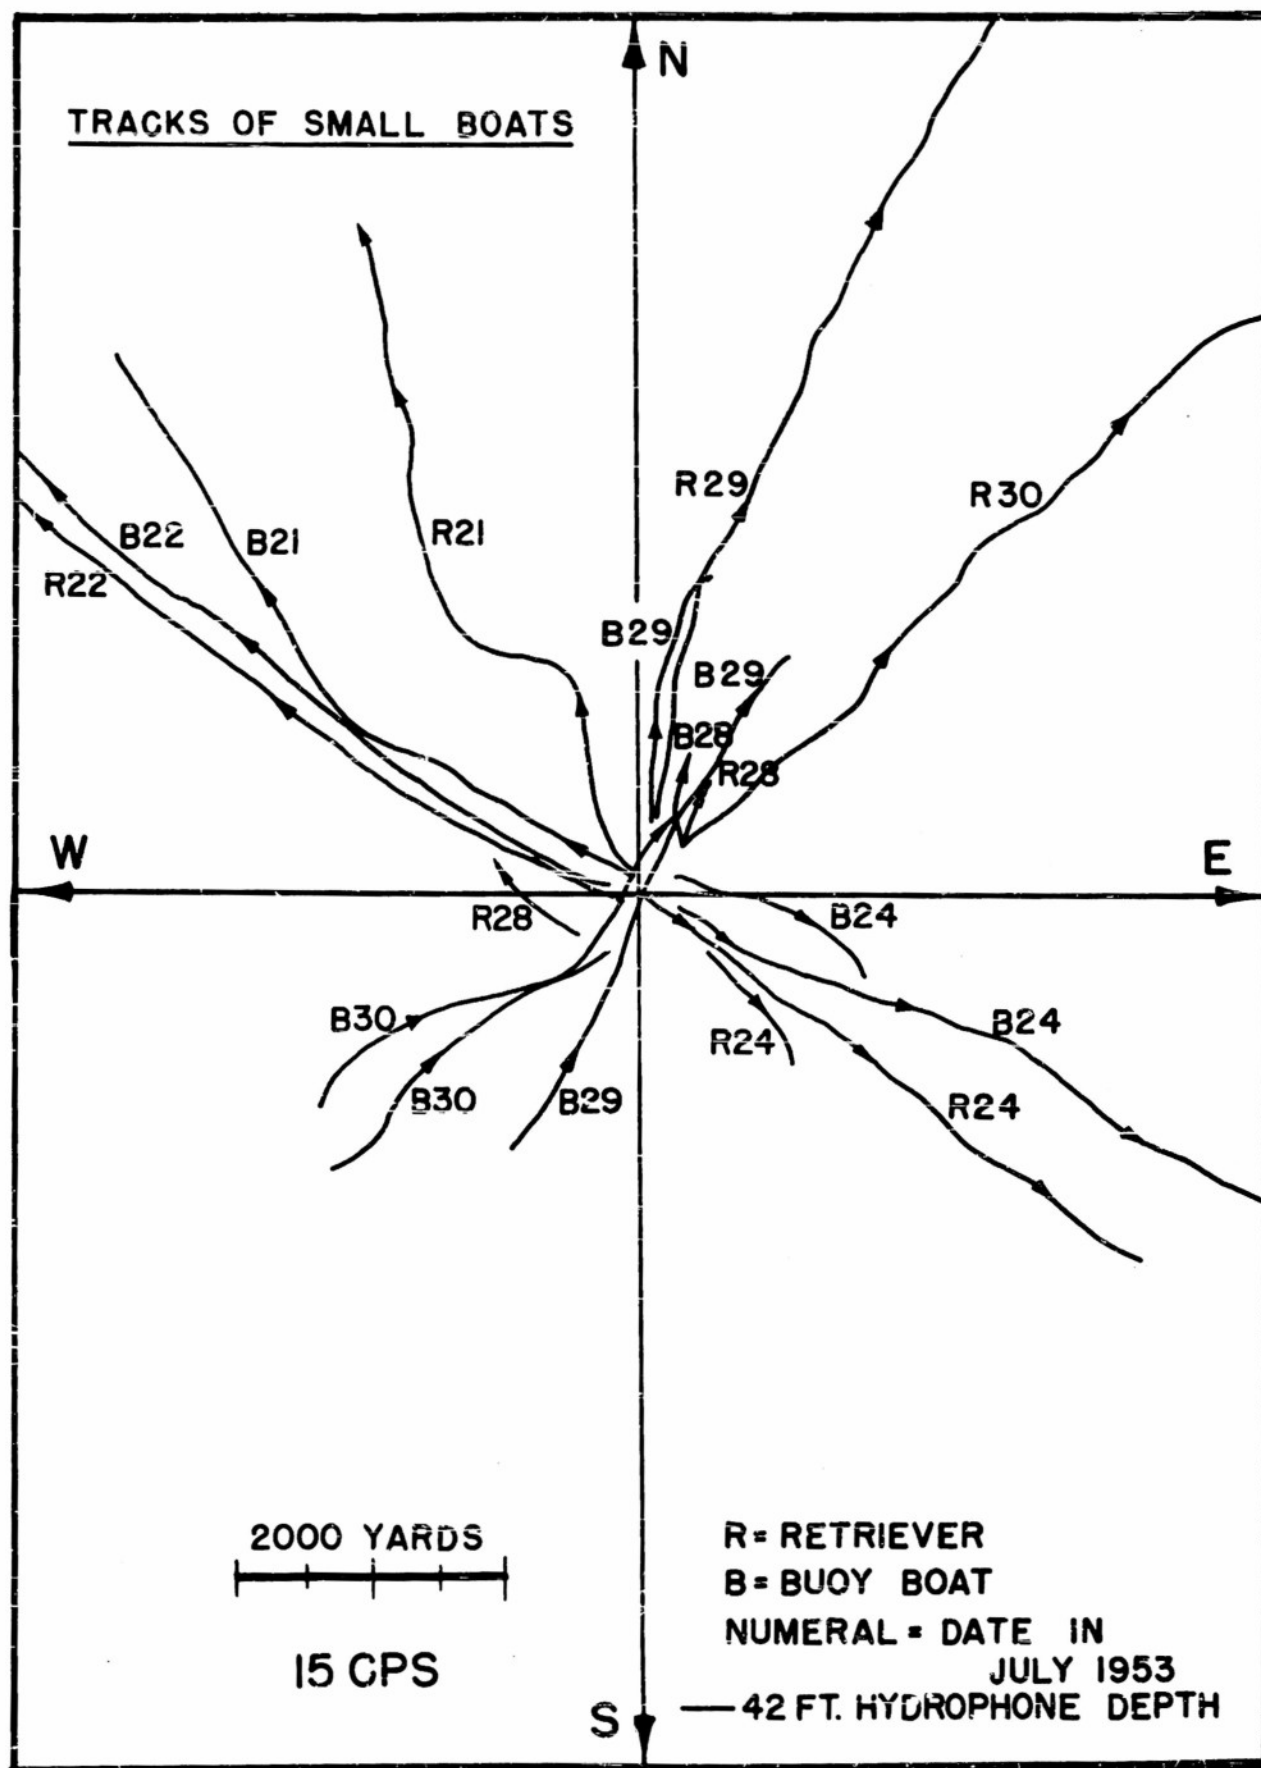 N
TRACKS OF SMALL BOATS
R29
R30
B22
B21
R21
R22
B29
B29
B28
R28
W
E
R28
B24
B30
R24
B24
B30
B29
R24
2000 YARDS
15 CPS
R = RETRIEVER
B = BUOY BOAT
NUMERAL = DATE IN
JULY 1953
— 42 FT. HYDROPHONE DEPTH
S